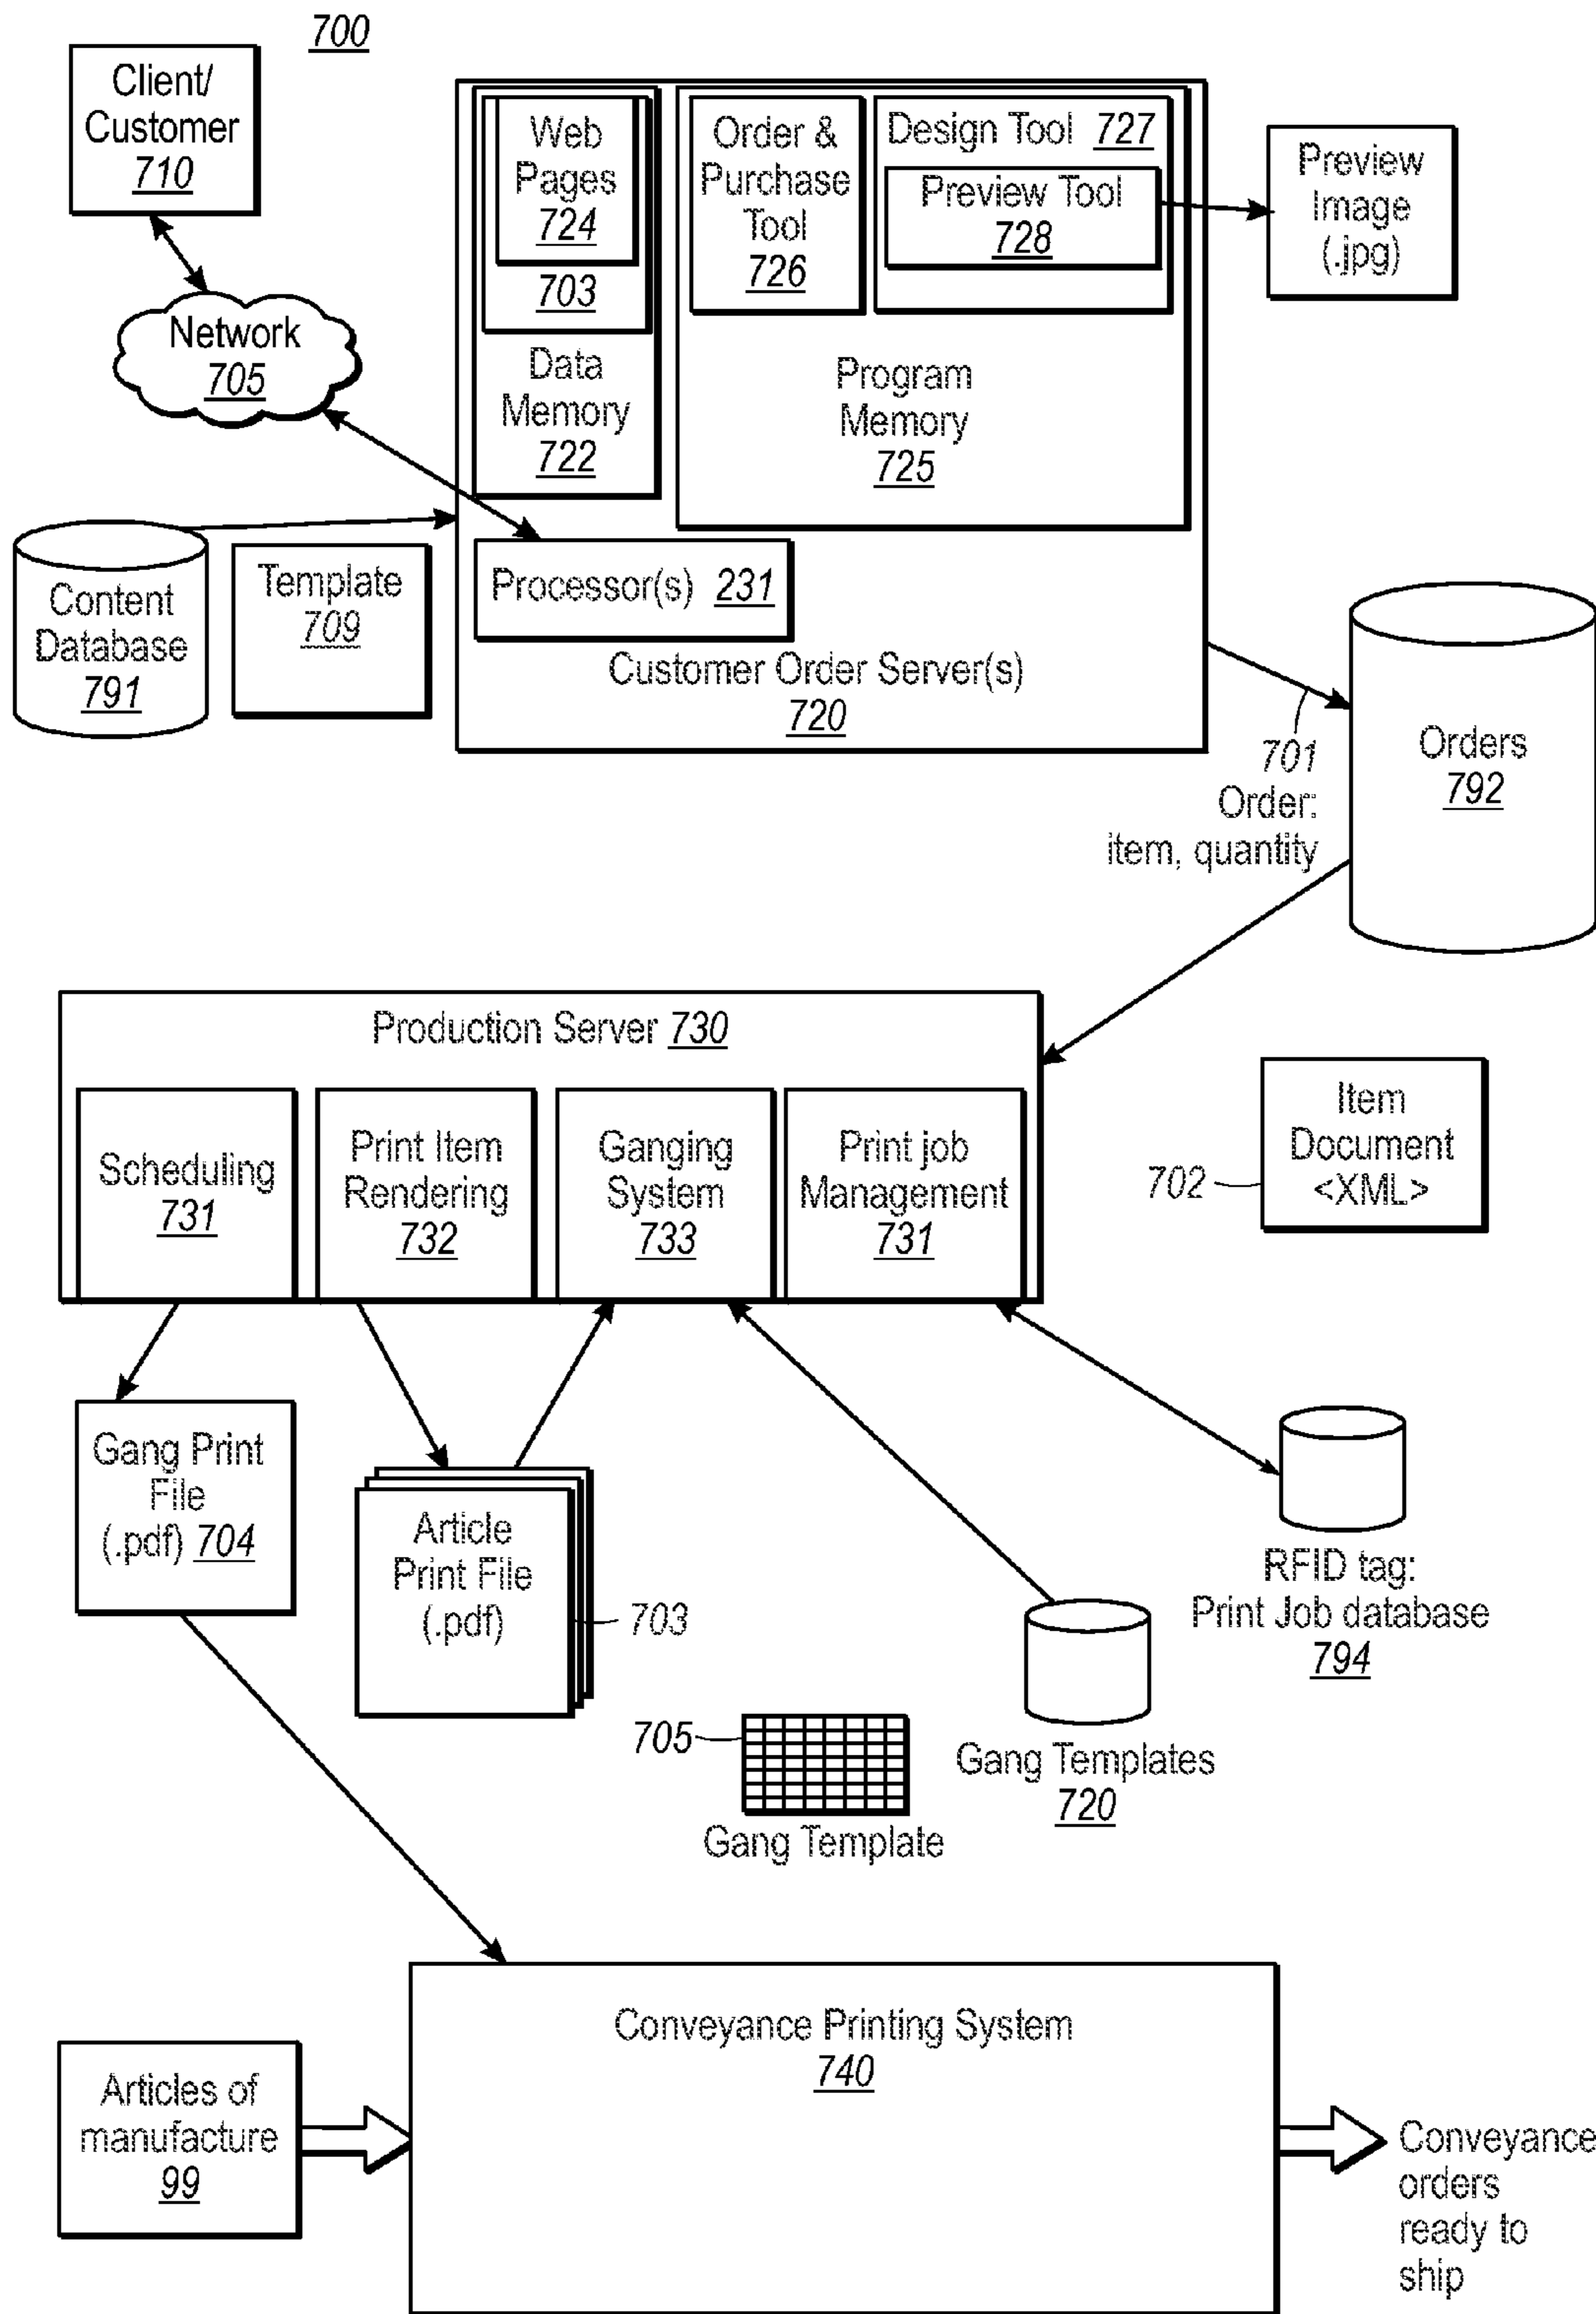 700
Client/
Customer
710
Network
705
Web
Pages
724
703
Data
Memory
722
Order &
Purchase
Tool
726
Design Tool 727
Preview Tool
728
Program
Memory
725
Preview
Image
(.jpg)
Content
Database
791
Template
709
Processor(s) 231
Customer Order Server(s)
720
701
Order:
item, quantity
Orders
792
Production Server 730
Scheduling
731
Print Item
Rendering
732
Ganging
System
733
Print job
Management
731
702
Item
Document
<XML>
Gang Print
File
(.pdf) 704
Article
Print File
(.pdf)
703
RFID tag:
Print Job database
794
705
Gang Template
Gang Templates
720
Conveyance Printing System
740
Articles of
manufacture
99
Conveyance
orders
ready to
ship